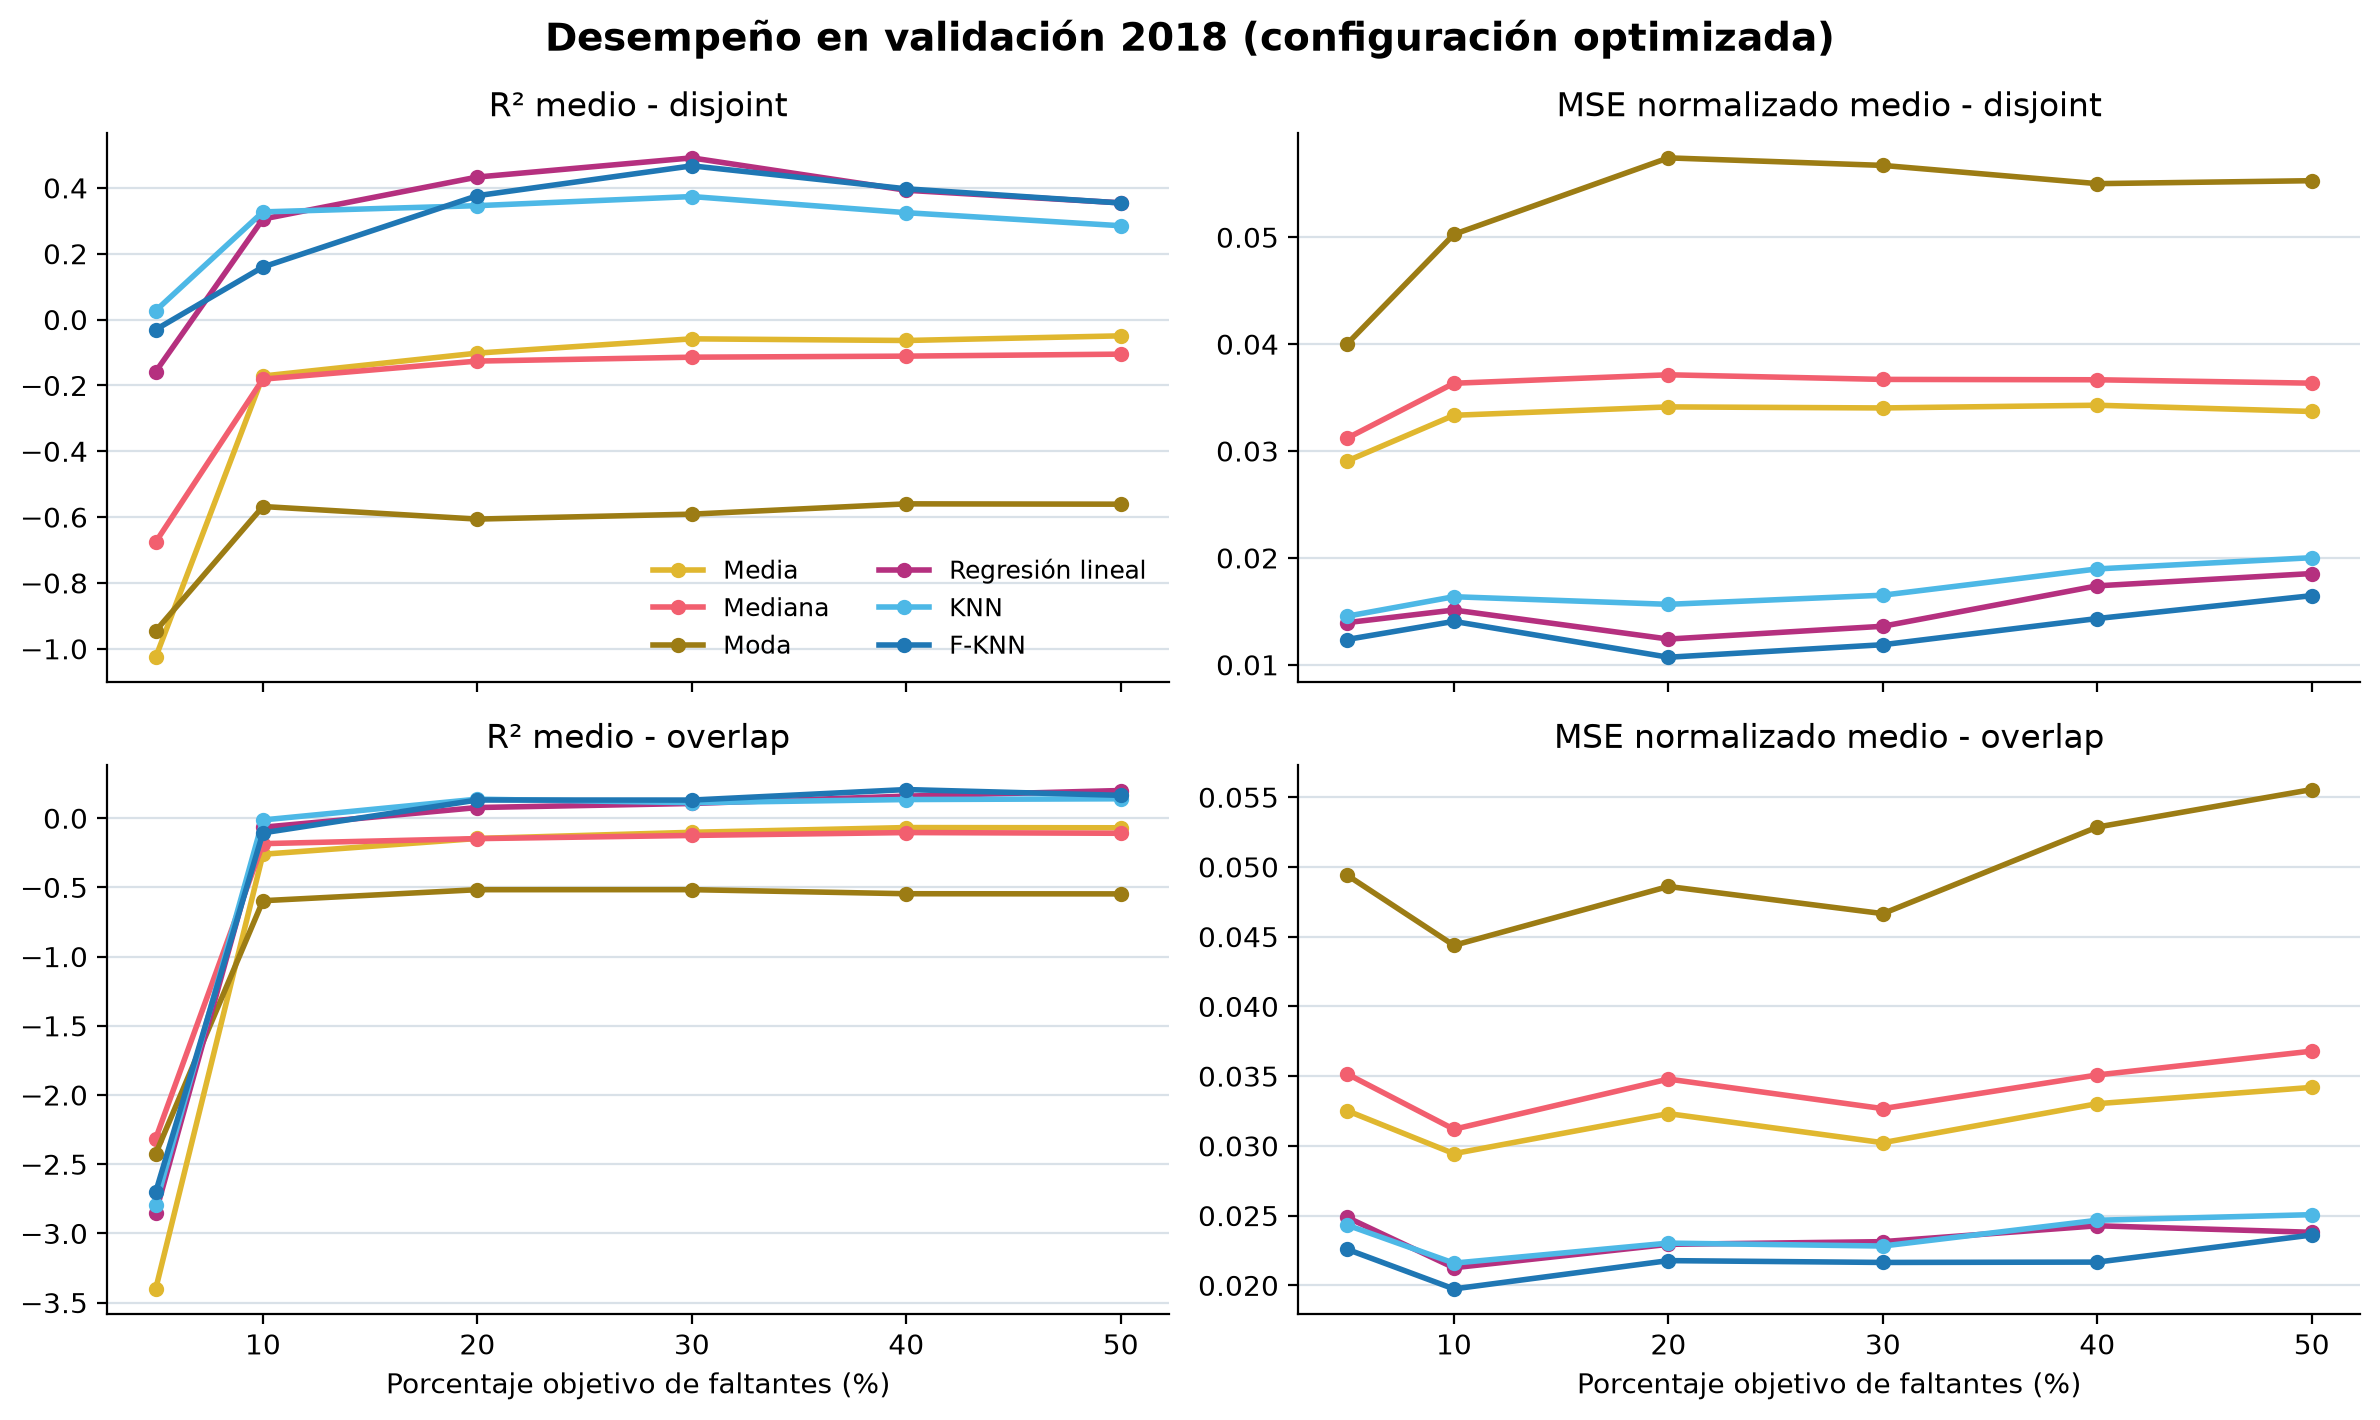 Desempeño en validación 2018 (configuración optimizada)
R² medio - disjoint
0.4
0.2
0.0
−0.2
−0.4
−0.6
−0.8
−1.0
Media
Mediana
Moda
Regresión lineal
KNN
F-KNN
MSE normalizado medio - disjoint
0.05
0.04
0.03
0.02
0.01
R² medio - overlap
0.0
−0.5
−1.0
−1.5
−2.0
−2.5
−3.0
−3.5
10 20 30 40 50
Porcentaje objetivo de faltantes (%)
MSE normalizado medio - overlap
0.055
0.050
0.045
0.040
0.035
0.030
0.025
0.020
10 20 30 40 50
Porcentaje objetivo de faltantes (%)